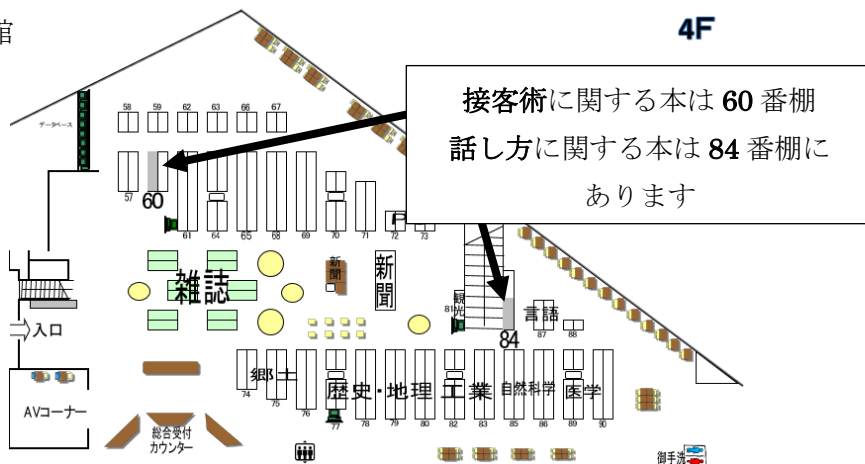 館
4F
接客術に関する本は 60 番棚
話し方に関する本は 84 番棚に
あります
58 59 62 63 66 67
データベース
57
60
61 64 65 68 69 70 71 72 73
P
雑誌
新聞
新聞
観光
81
84
言語
87 88
入口
郷土
歴史・地理
工業
自然科学
医学
74 75 76 77 78 79 80 82 83 85 86 89 90
AVコーナー
総合受付
カウンター
御手洗